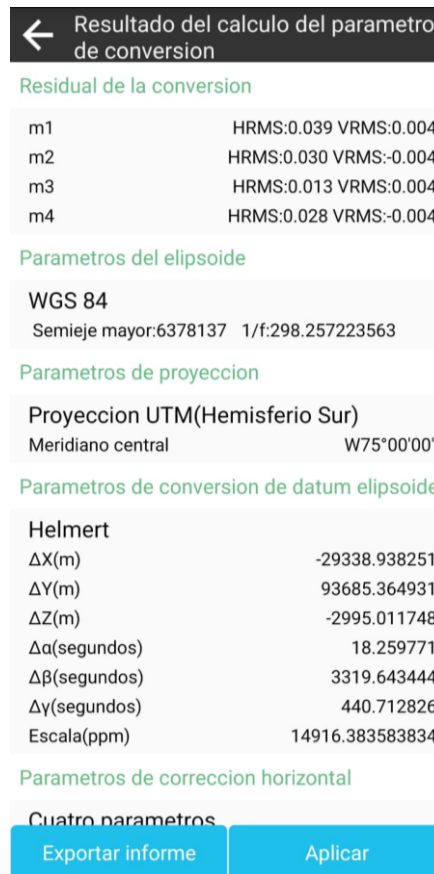 Resultado del calculo del parametro
de conversion
Residual de la conversion
m1 HRMS:0.039 VRMS:0.004
m2 HRMS:0.030 VRMS:-0.004
m3 HRMS:0.013 VRMS:0.004
m4 HRMS:0.028 VRMS:-0.004
Parametros del elipsoide
WGS 84
Semieje mayor:6378137 1/f:298.257223563
Parametros de proyeccion
Proyeccion UTM(Hemisferio Sur)
Meridiano central W75°00'00"
Parametros de conversion de datum elipsoide
Helmert
ΔX(m) -29338.938251
ΔY(m) 93685.364931
ΔZ(m) -2995.011748
Δα(segundos) 18.259771
Δβ(segundos) 3319.643444
Δγ(segundos) 440.712826
Escala(ppm) 14916.383583834
Parametros de correccion horizontal
Cuatro parametros
Exportar informe Aplicar